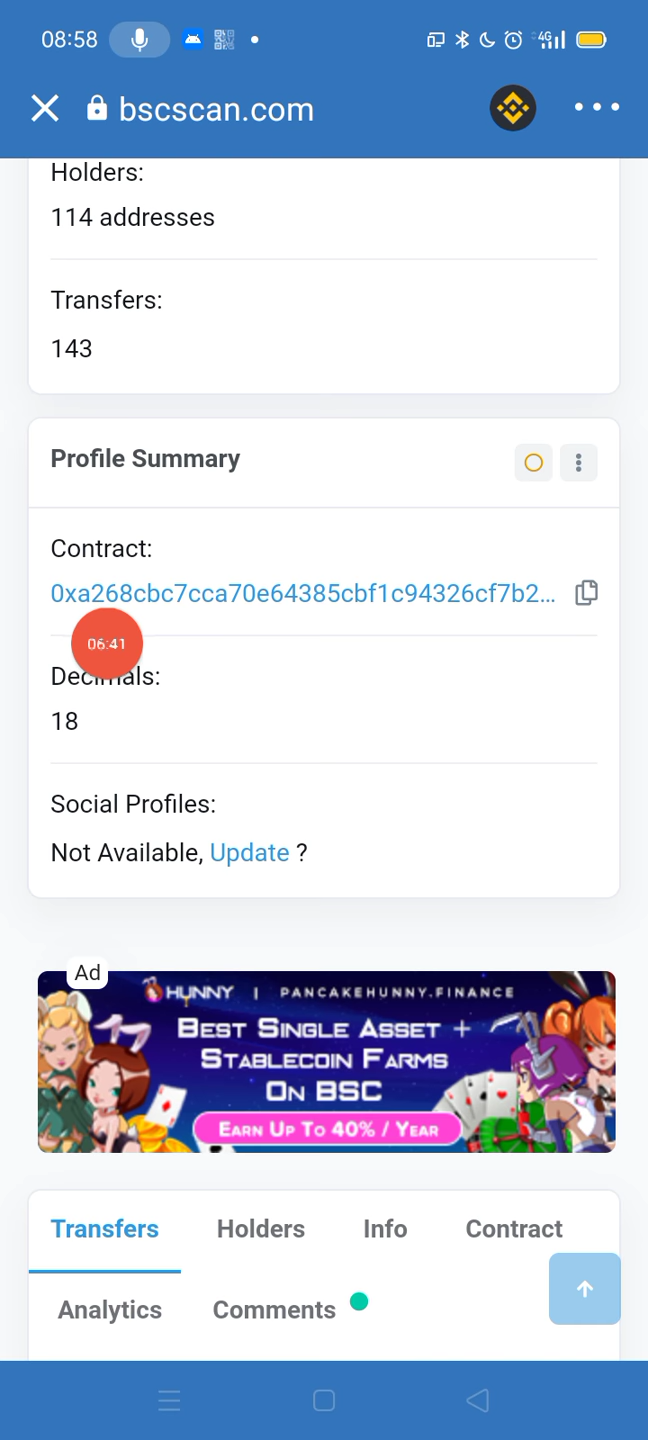 08:58
4G
bscscan.com
Holders:
114 addresses
Transfers:
143
Profile Summary
Contract:
0xa268cbc7cca70e64385cbf1c94326cf7b2...
06:41
Decimals:
18
Social Profiles:
Not Available, Update ?
Ad
HUNNY | PANCAKEHUNNY.FINANCE
BEST SINGLE ASSET +
STABLECOIN FARMS
ON BSC
EARN UP TO 40% / YEAR
Transfers Holders Info Contract
Analytics Comments